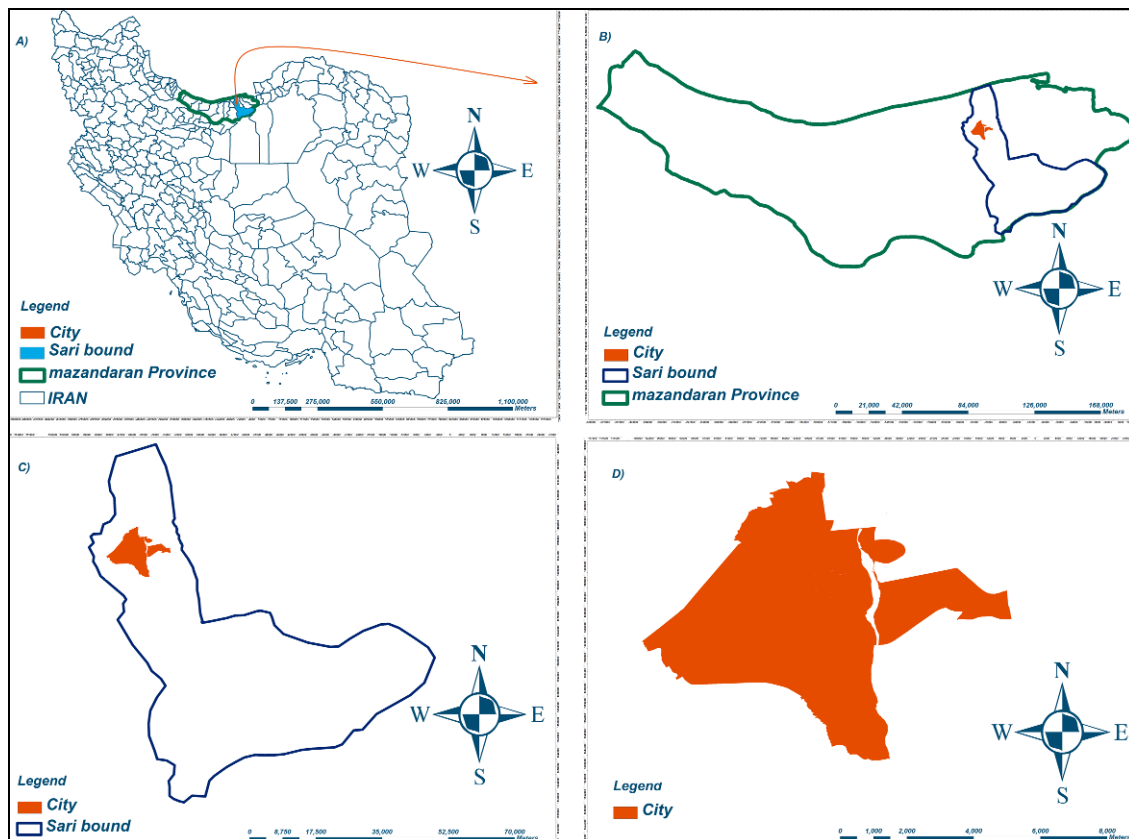 A)
N
W E
S
Legend
City
Sari bound
mazandaran Province
IRAN
0 137,500 275,000 550,000 825,000 1,100,000
Meters
B)
N
W E
S
Legend
City
Sari bound
mazandaran Province
0 21,000 42,000 84,000 126,000 168,000
Meters
C)
N
W E
S
Legend
City
Sari bound
0 8,750 17,500 35,000 52,500 70,000
Meters
D)
N
W E
S
Legend
City
0 1,000 2,000 4,000 6,000 8,000
Meters